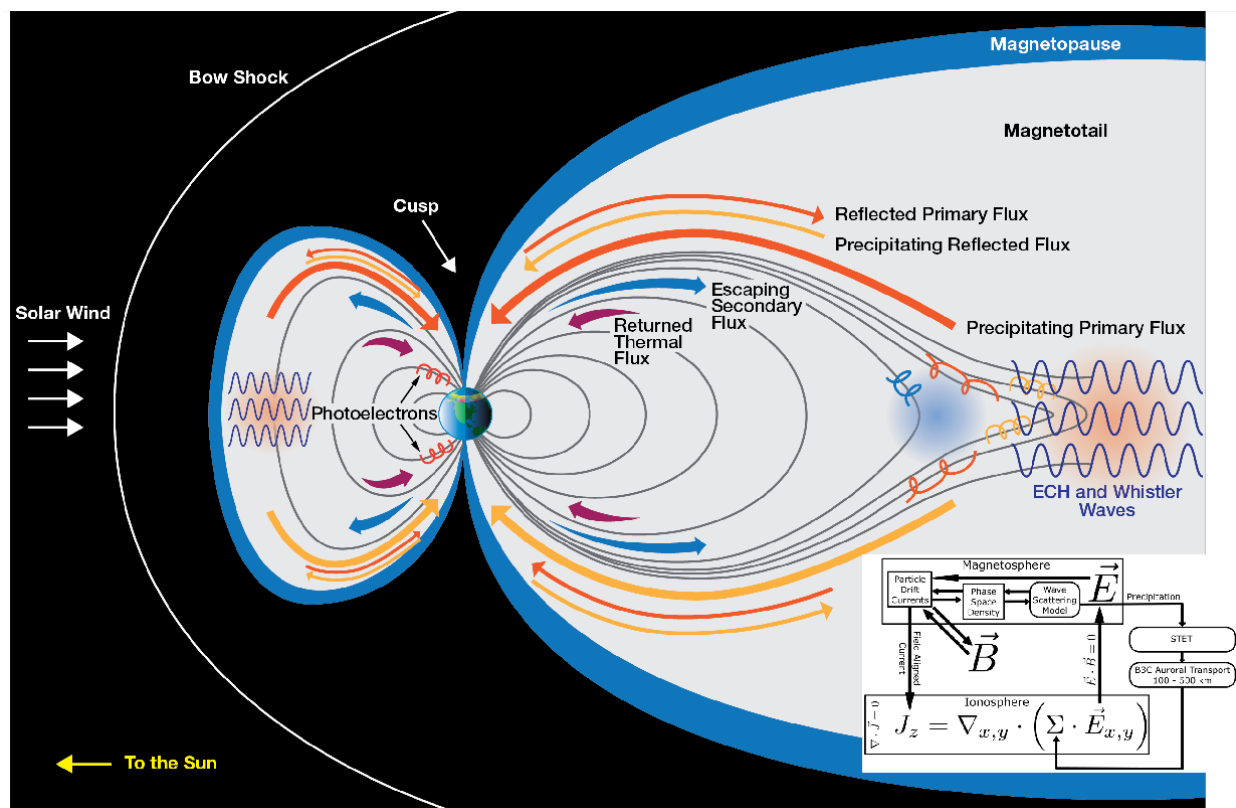 Magnetopause
Bow Shock
Magnetotail
Cusp
Reflected Primary Flux
Precipitating Reflected Flux
Solar Wind
Escaping
Secondary
Flux
Returned
Thermal
Flux
Precipitating Primary Flux
Photoelectrons
ECH and Whistler
Waves
Magnetosphere
Particle
Drift
Currents
Phase
Space
Density
Wave
Scattering
Model
E⃗
Precipitation
B⃗
Field Aligned
Current
E⃗ · B⃗ = 0
STET
B3C Auroral Transport
100 - 500 km
Ionosphere
∇ · J⃗ = 0
J_z = ∇_{x,y} · (Σ · E⃗_{x,y})
To the Sun